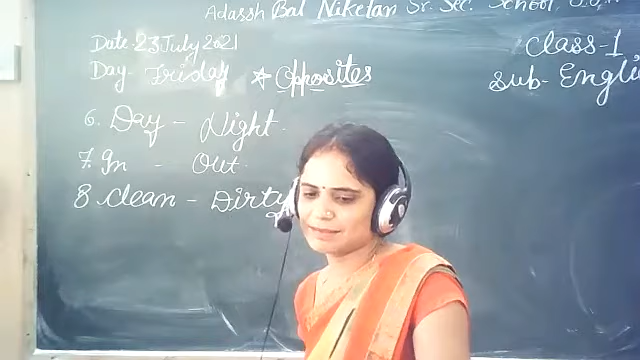 Adassh Bal Niketan Sr. Sec. School,
Date-23 July 2021
Class-1
Day- Friday
* Opposites
Sub- Englis
6. Day - Night.
7. In - Out.
8. Clean - Dirty